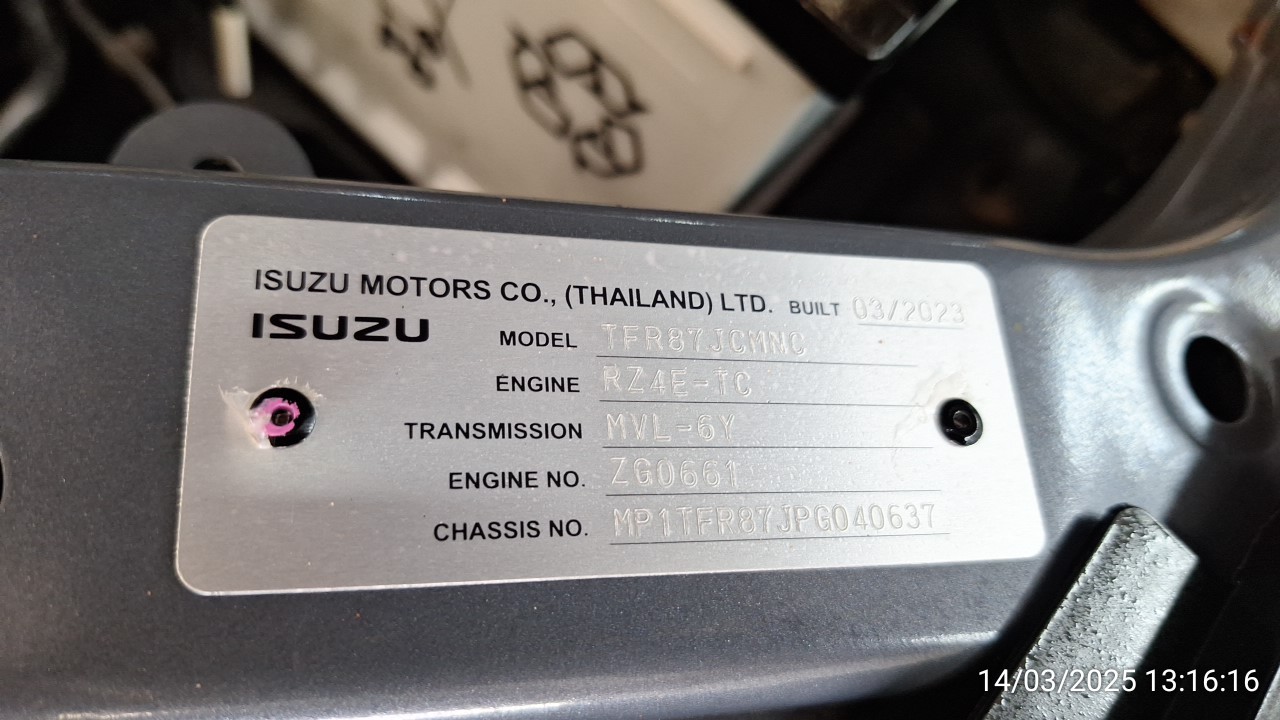 ISUZU MOTORS CO., (THAILAND) LTD. BUILT 03/2023
ISUZU
MODEL TFR87JCMNC
ENGINE RZ4E-TC
TRANSMISSION MVL-6Y
ENGINE NO. ZG0661
CHASSIS NO. MP1TFR87JPG040637
14/03/2025 13:16:16